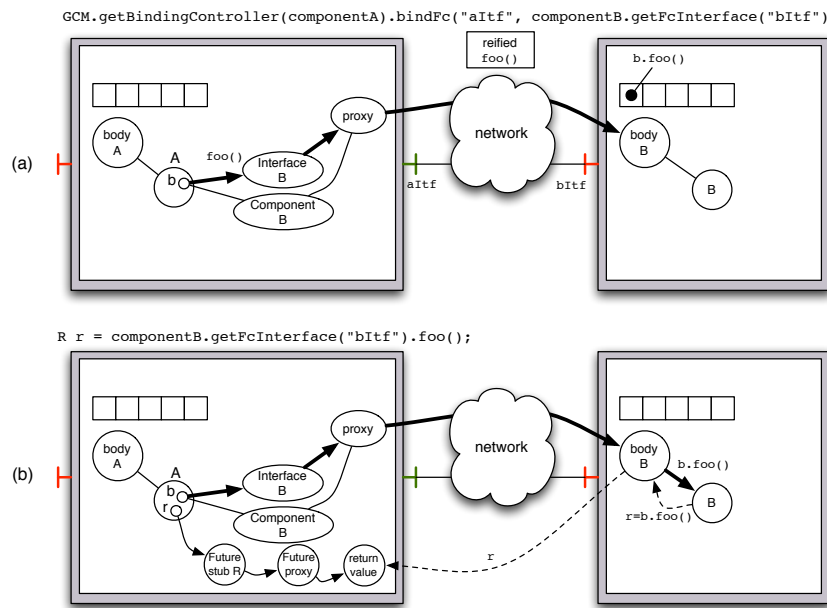 GCM.getBindingController(componentA).bindFc("aItf", componentB.getFcInterface("bItf")
reified
foo()
b.foo()
proxy
network
body
A
A
foo()
Interface
B
body
B
(a)
b
aItf
bItf
B
Component
B
R r = componentB.getFcInterface("bItf").foo();
proxy
network
body
A
A
body
B
b.foo()
(b)
Interface
B
b
r
B
r=b.foo()
Component
B
Future
stub R
Future
proxy
return
value
r